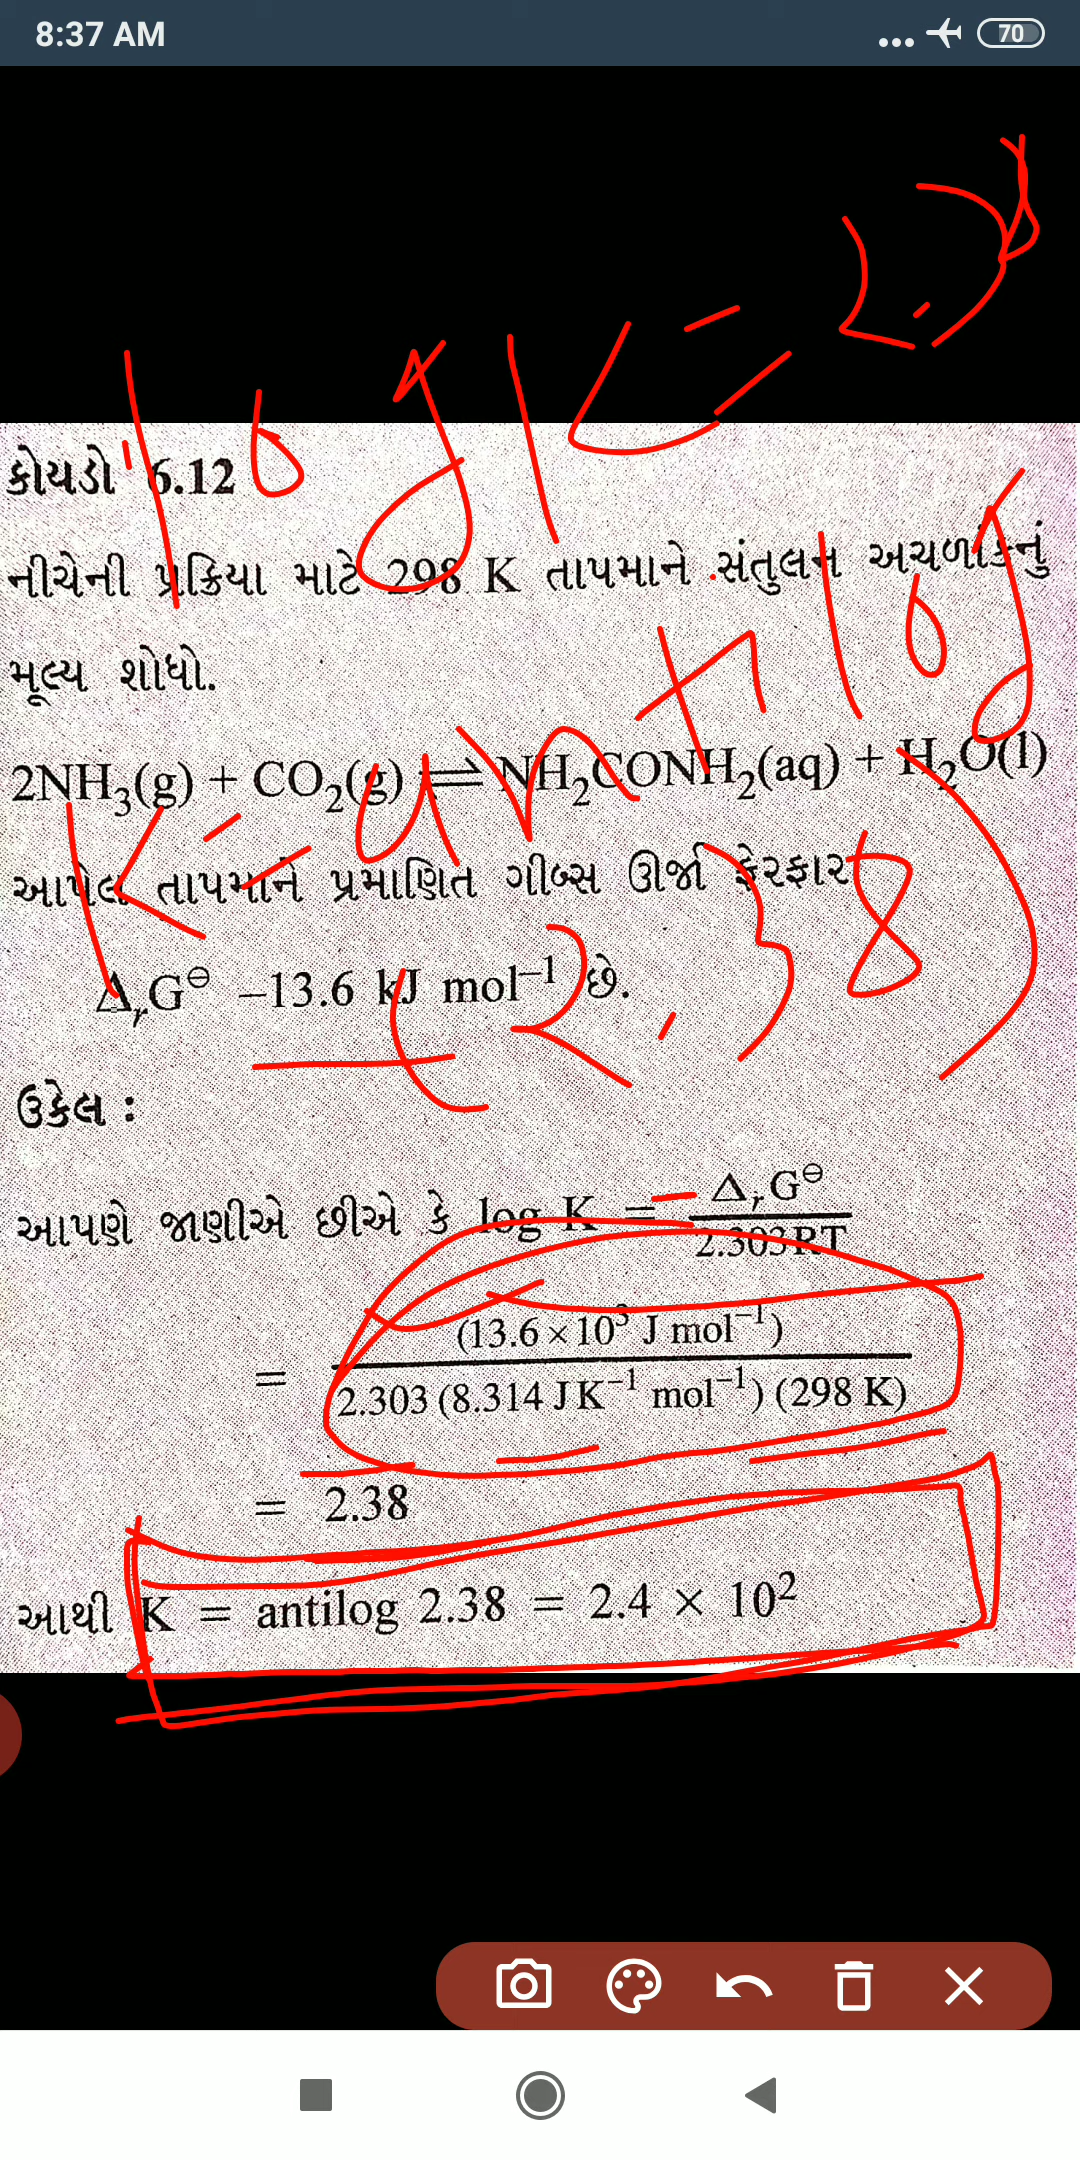 8:37 AM
70
log K = 2.3
કોયડો 6.12
નીચેની પ્રક્રિયા માટે 298 K તાપમાને સંતુલન અચળાંકનું
મૂલ્ય શોધો.
2NH₃(g) + CO₂(g) ⇌ NH₂CONH₂(aq) + H₂O(l)
આપેલ તાપમાને પ્રમાણિત ગીબ્સ ઊર્જા ફેરફાર
ΔᵣG⊖ –13.6 kJ mol⁻¹ છે.
K = antilog
(2.38)
ઉકેલ :
આપણે જાણીએ છીએ કે log K = –ΔᵣG⊖ / 2.303 RT
= (13.6 × 10³ J mol⁻¹) / 2.303 (8.314 J K⁻¹ mol⁻¹) (298 K)
= 2.38
આથી K = antilog 2.38 = 2.4 × 10²